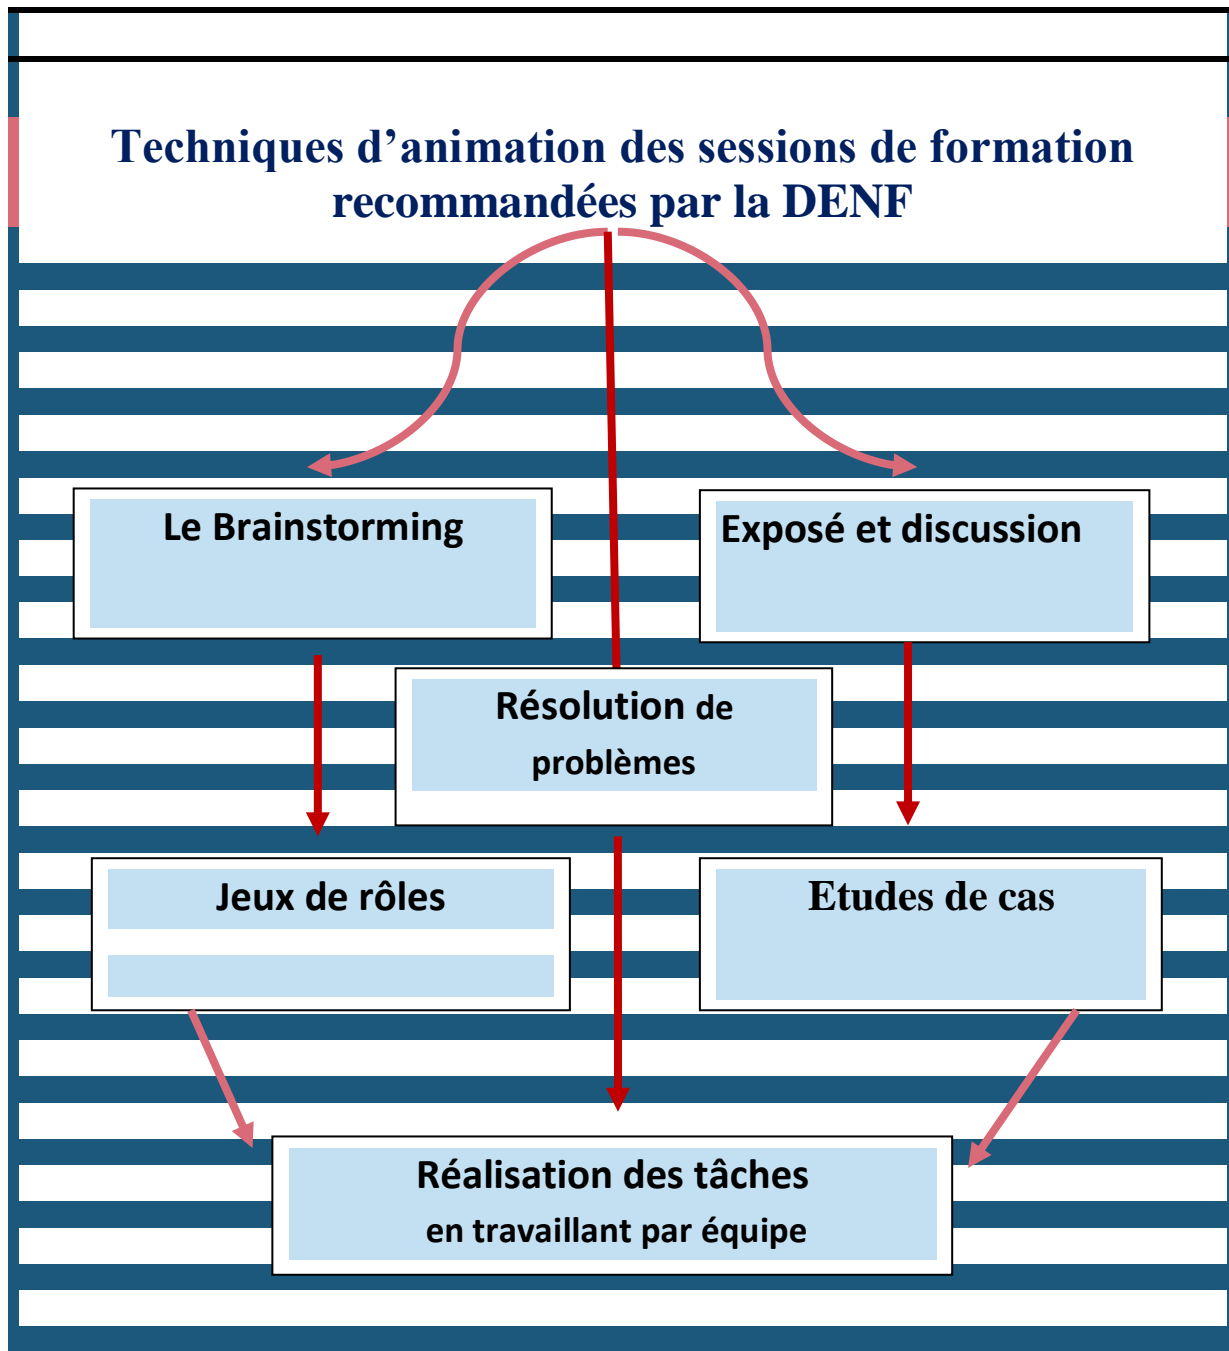 Techniques d’animation des sessions de formation
recommandées par la DENF
Le Brainstorming
Exposé et discussion
Résolution de
problèmes
Jeux de rôles
Etudes de cas
Réalisation des tâches
en travaillant par équipe